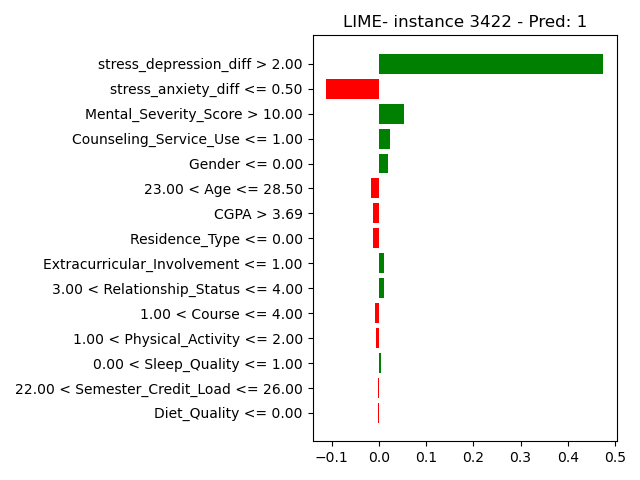 LIME- instance 3422 - Pred: 1
stress_depression_diff > 2.00
stress_anxiety_diff <= 0.50
Mental_Severity_Score > 10.00
Counseling_Service_Use <= 1.00
Gender <= 0.00
23.00 < Age <= 28.50
CGPA > 3.69
Residence_Type <= 0.00
Extracurricular_Involvement <= 1.00
3.00 < Relationship_Status <= 4.00
1.00 < Course <= 4.00
1.00 < Physical_Activity <= 2.00
0.00 < Sleep_Quality <= 1.00
22.00 < Semester_Credit_Load <= 26.00
Diet_Quality <= 0.00
−0.1 0.0 0.1 0.2 0.3 0.4 0.5